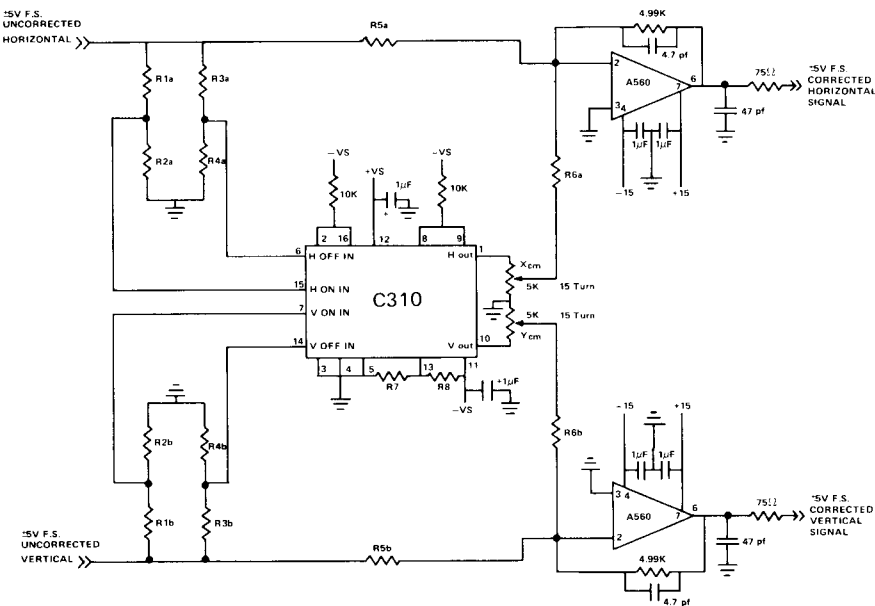 ±5V F.S.
UNCORRECTED
HORIZONTAL
R5a
4.99K
4.7 pf
2
A560
6
7
3
4
75Ω
±5V F.S.
CORRECTED
HORIZONTAL
SIGNAL
47 pf
1µF
1µF
-15
+15
R1a
R3a
R2a
R4a
R6a
-VS
+VS
-VS
10K
1µF
+
10K
2
16
12
8
9
6
H OFF IN
H out
1
15
H ON IN
7
V ON IN
14
V OFF IN
C310
V out
10
Xcm
5K
15 Turn
5K
15 Turn
Ycm
3
4
5
13
11
R7
R8
+1µF
-VS
R2b
R4b
R1b
R3b
R6b
-15
+15
1µF
1µF
3
4
A560
7
6
2
75Ω
±5V F.S.
CORRECTED
VERTICAL
SIGNAL
47 pf
±5V F.S.
UNCORRECTED
VERTICAL
R5b
4.99K
4.7 pf